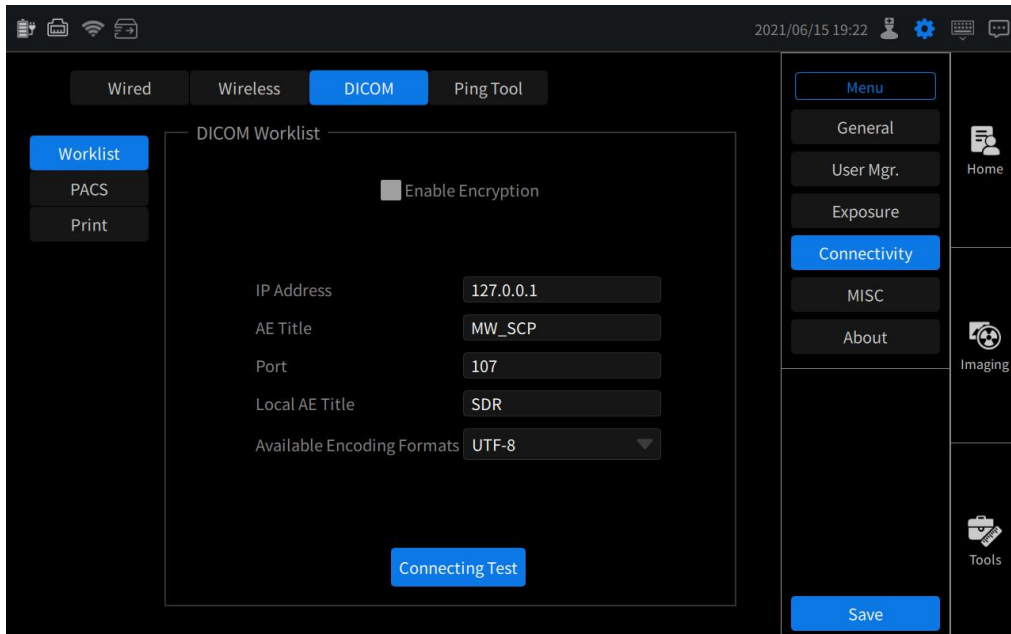 2021/06/15 19:22
Wired Wireless DICOM Ping Tool
Worklist
PACS
Print
DICOM Worklist
Enable Encryption
IP Address 127.0.0.1
AE Title MW_SCP
Port 107
Local AE Title SDR
Available Encoding Formats UTF-8
Connecting Test
Menu
General
User Mgr.
Exposure
Connectivity
MISC
About
Save
Home
Imaging
Tools